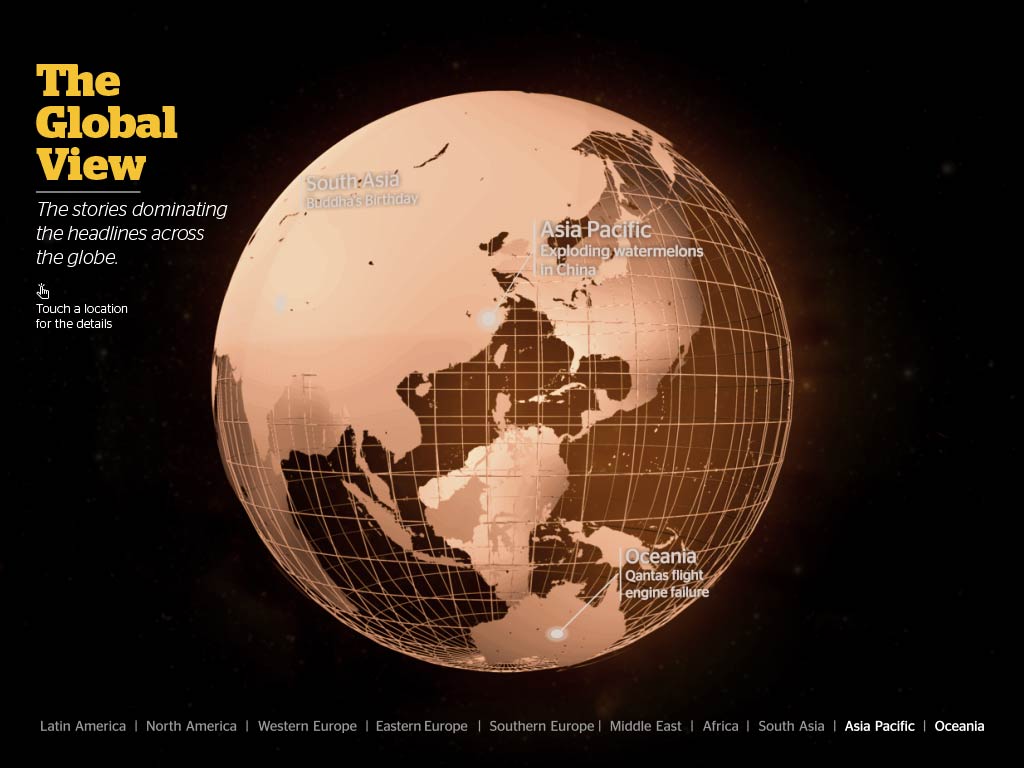 The
Global
View
The stories dominating
the headlines across
the globe.
Touch a location
for the details
South Asia
Buddha's Birthday
Asia Pacific
Exploding watermelons
in China
Oceania
Qantas flight
engine failure
Latin America | North America | Western Europe | Eastern Europe | Southern Europe | Middle East | Africa | South Asia | Asia Pacific | Oceania